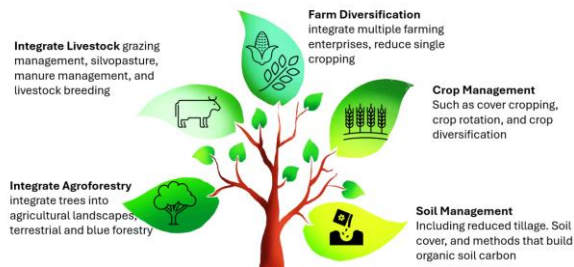 Farm Diversification
integrate multiple farming
enterprises, reduce single
cropping
Integrate Livestock grazing
management, silvopasture,
manure management, and
livestock breeding
Crop Management
Such as cover cropping,
crop rotation, and crop
diversification
Integrate Agroforestry
integrate trees into
agricultural landscapes,
terrestrial and blue forestry
Soil Management
Including reduced tillage. Soil
cover, and methods that build
organic soil carbon